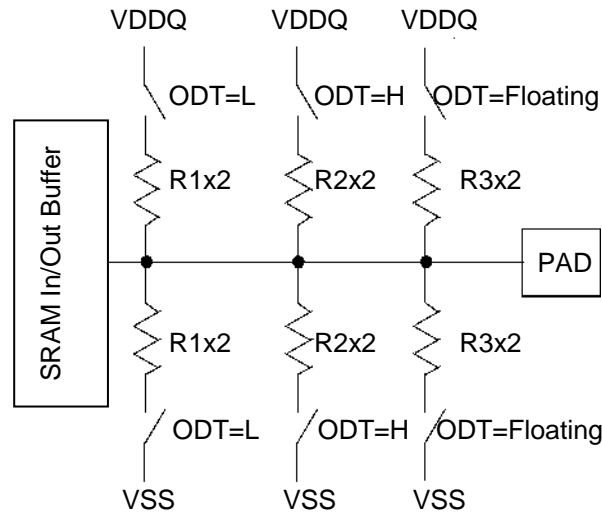 VDDQ VDDQ VDDQ
ODT=L ODT=H ODT=Floating
R1x2 R2x2 R3x2
SRAM In/Out Buffer
PAD
R1x2 R2x2 R3x2
ODT=L ODT=H ODT=Floating
VSS VSS VSS